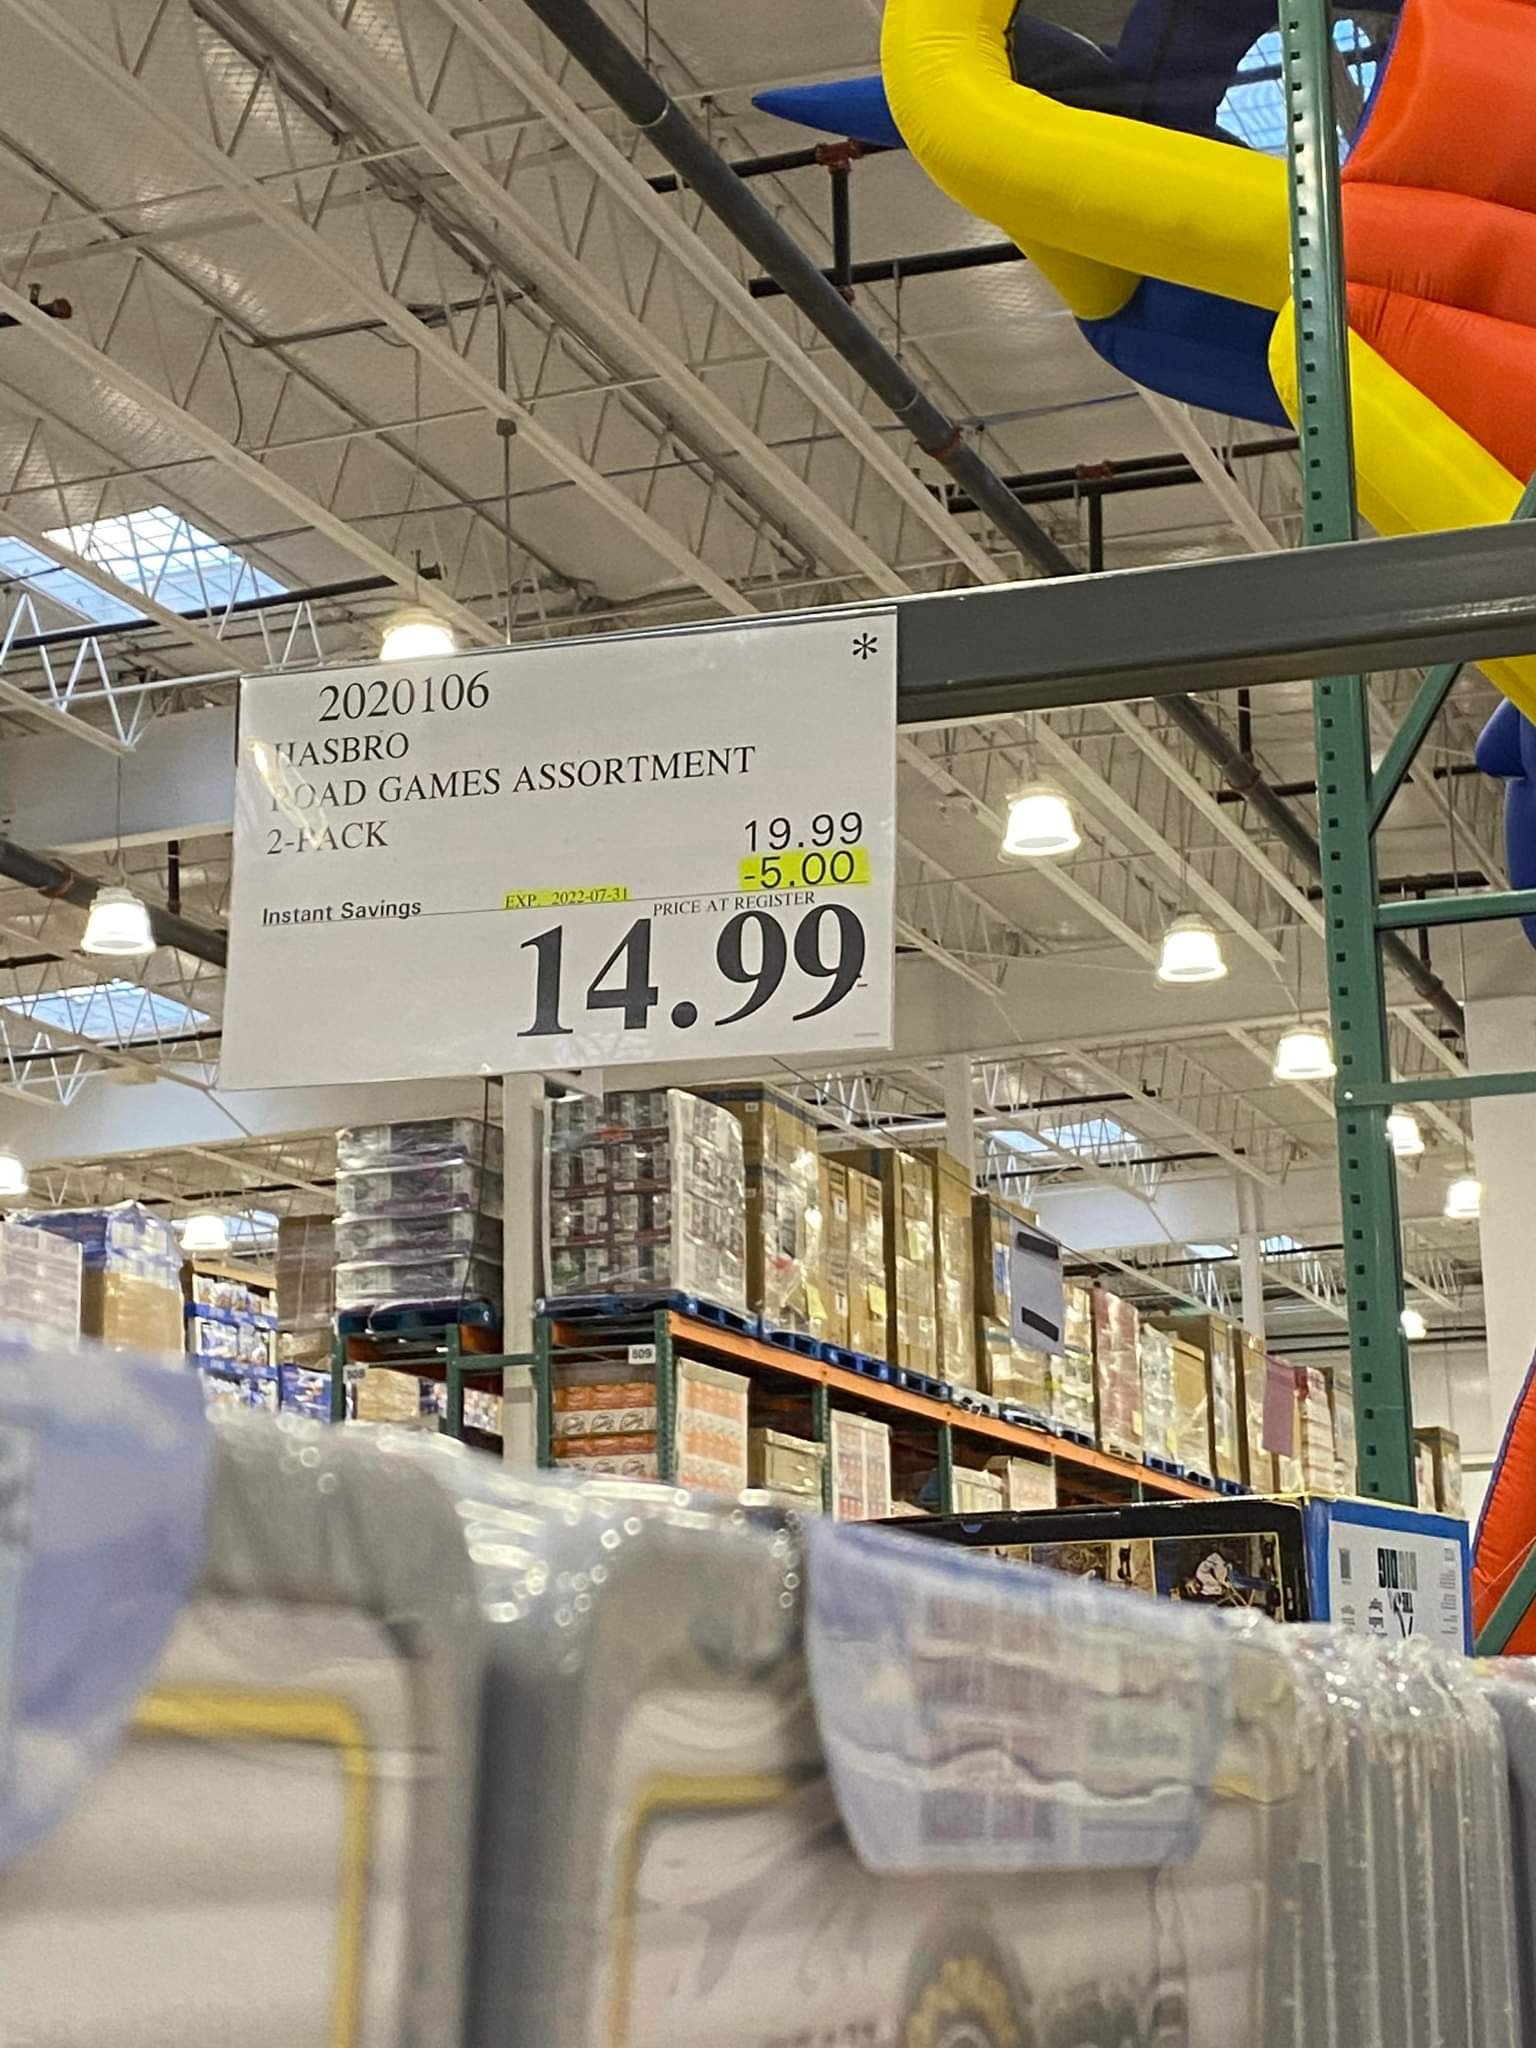 *
2020106
HASBRO
ROAD GAMES ASSORTMENT
2-PACK
19.99
-5.00
Instant Savings
EXP. 2022-07-31
PRICE AT REGISTER
14.99
509